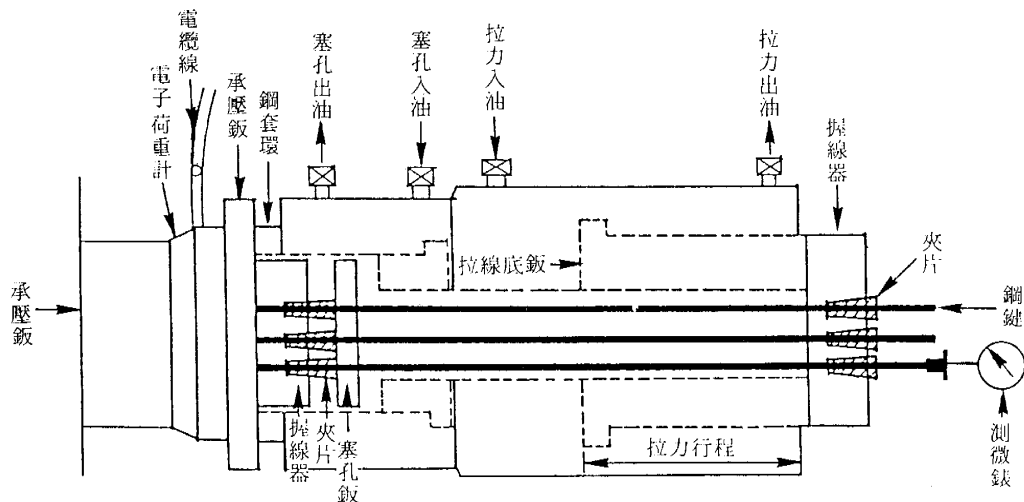 電纜線
電子荷重計
承壓鈑
鋼套環
塞孔出油
塞孔入油
拉力入油
拉力出油
握線器
夾片
拉線底鈑
承壓鈑
鋼鍵
握線器
夾片
塞孔鈑
拉力行程
測微錶